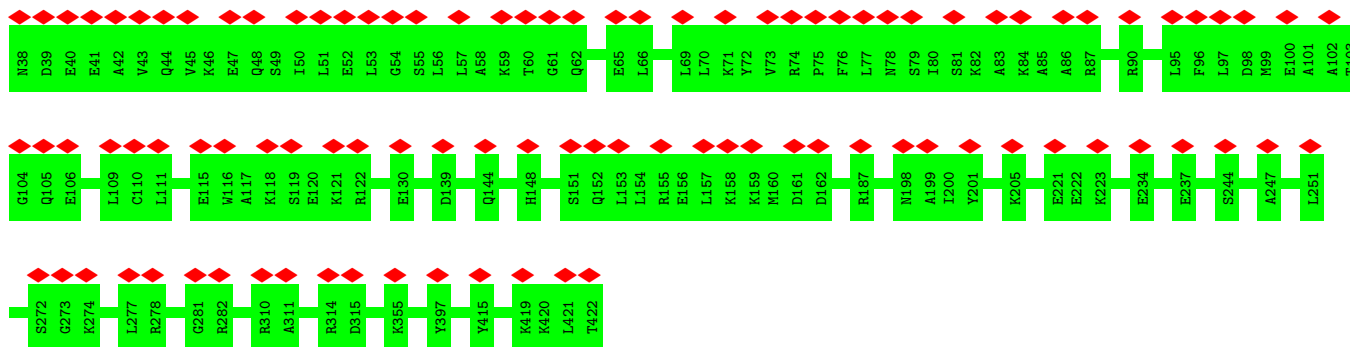 N38 D39 E40 E41 A42 V43 Q44 V45 K46 E47 Q48 S49 I50 L51 E52 L53 G54 S55 L56 L57 A58 K59 T60 G61 Q62 E65 L66 L69 L70 K71 Y72 V73 R74 P75 F76 L77 N78 S79 I80 S81 K82 A83 K84 A85 A86 R87 R90 L95 F96 L97 D98 M99 E100 A101 A102 T103
G104 Q105 E106 L109 C110 L111 E115 W116 A117 K118 S119 E120 K121 R122 E130 D139 Q144 H148 S151 Q152 L153 L154 R155 E156 L157 K158 K159 M160 D161 D162 R187 N198 A199 I200 Y201 K205 E221 E222 K223 E234 E237 S244 A247 L251
S272 G273 K274 L277 R278 G281 R282 R310 A311 R314 D315 K355 Y397 Y415 K419 K420 L421 T422